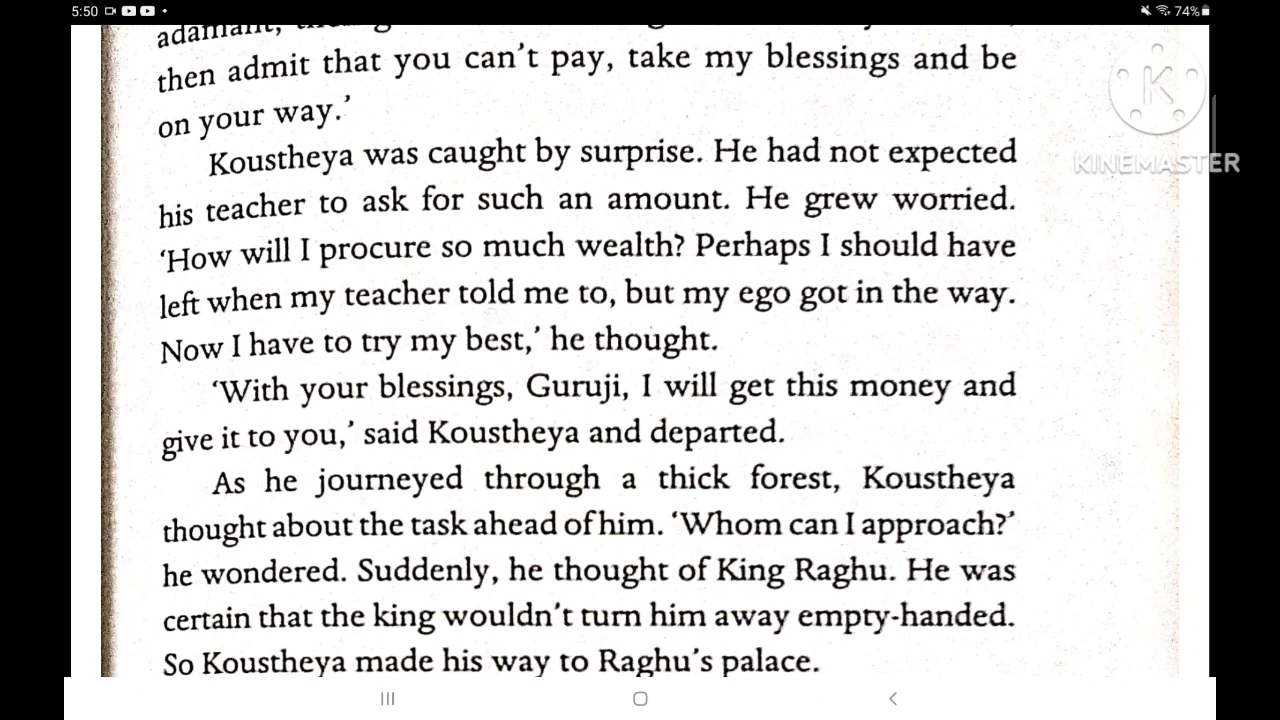 5:50
74%
K
KINEMASTER
adamant,
then admit that you can't pay, take my blessings and be
on your way.'
Koustheya was caught by surprise. He had not expected
his teacher to ask for such an amount. He grew worried.
'How will I procure so much wealth? Perhaps I should have
left when my teacher told me to, but my ego got in the way.
Now I have to try my best,' he thought.
'With your blessings, Guruji, I will get this money and
give it to you,' said Koustheya and departed.
As he journeyed through a thick forest, Koustheya
thought about the task ahead of him. 'Whom can I approach?'
he wondered. Suddenly, he thought of King Raghu. He was
certain that the king wouldn't turn him away empty-handed.
So Koustheya made his way to Raghu's palace.